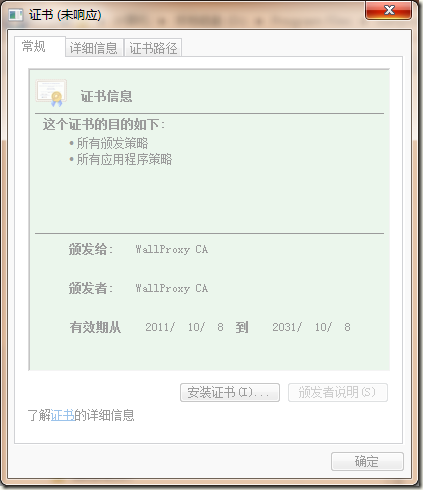 证书 (未响应)
常规 详细信息 证书路径
证书信息
这个证书的目的如下:
• 所有颁发策略
• 所有应用程序策略
颁发给: WallProxy CA
颁发者: WallProxy CA
有效期从 2011/ 10/ 8 到 2031/ 10/ 8
安装证书(I)... 颁发者说明(S)
了解证书的详细信息
确定